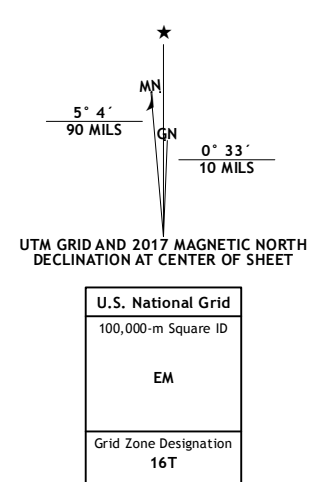 ★
MN
5° 4´
90 MILS
GN
0° 33´
10 MILS
UTM GRID AND 2017 MAGNETIC NORTH
DECLINATION AT CENTER OF SHEET
U.S. National Grid
100,000-m Square ID
EM
Grid Zone Designation
16T